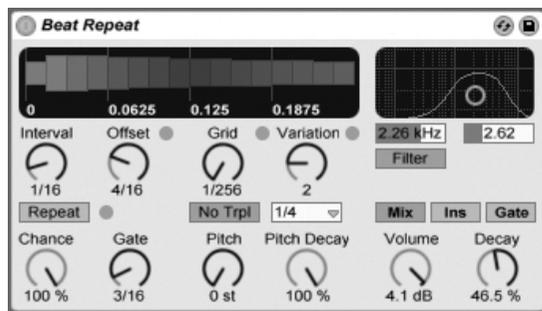 Beat Repeat
0 0.0625 0.125 0.1875
2.26 kHz 2.62
Filter
Interval Offset Grid Variation
1/16 4/16 1/256 2
Repeat No Trpl 1/4 Mix Ins Gate
Chance Gate Pitch Pitch Decay Volume Decay
100 % 3/16 0 st 100 % 4.1 dB 46.5 %